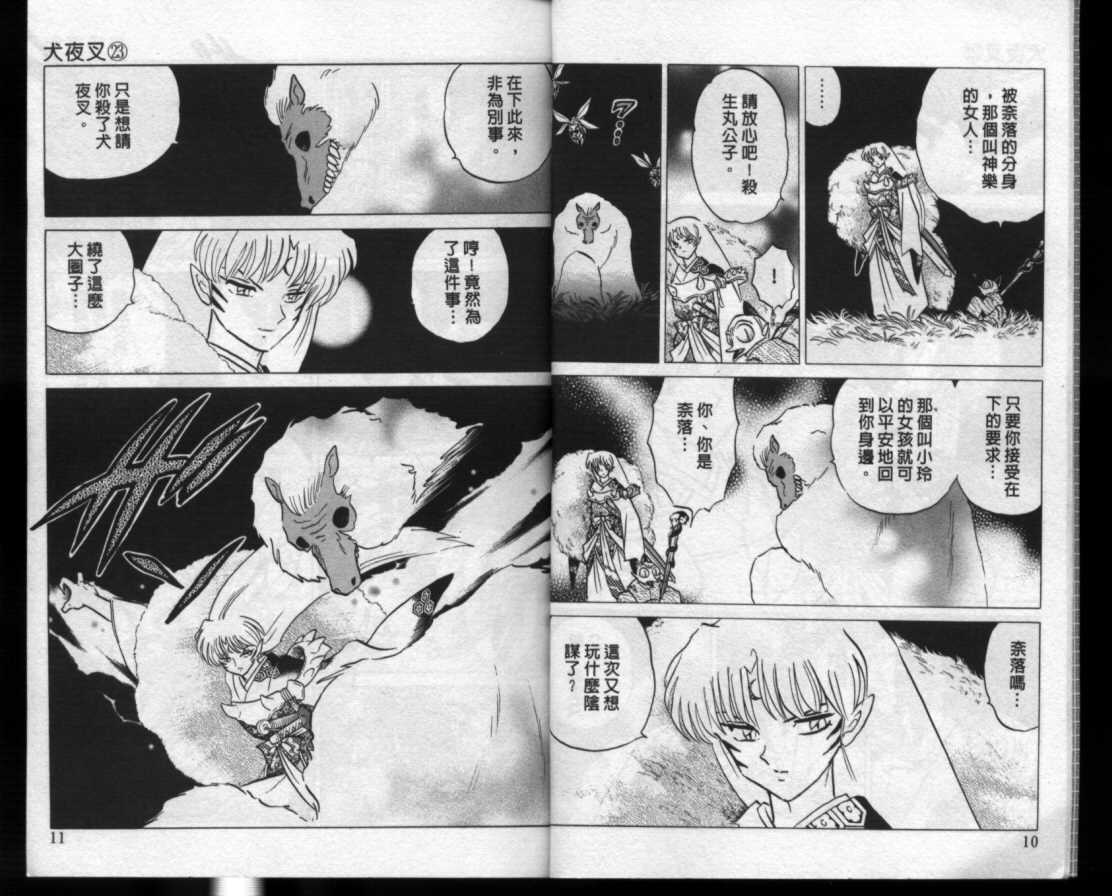 犬夜叉㉓
被奈落的分身
，那個叫神樂
的女人…
……
請放心吧！殺
生丸公子。
！
ワ…
只要你接受在
下的要求…
那個叫小玲
的女孩就可
以平安地回
到你身邊。
你、你是
奈落…
奈落嗎…
這次又想
玩什麼陰
謀了？
10
在下此來，
非為別事。
只是想請
你殺了犬
夜叉。
哼！竟然為
了這件事…
繞了這麼
大圈子…
11